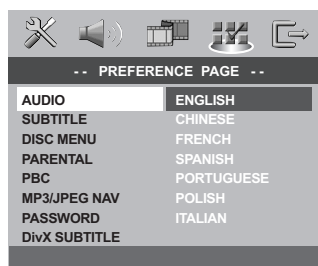 -- PREFERENCE PAGE --
AUDIO ENGLISH
SUBTITLE CHINESE
DISC MENU FRENCH
PARENTAL SPANISH
PBC PORTUGUESE
MP3/JPEG NAV POLISH
PASSWORD ITALIAN
DivX SUBTITLE